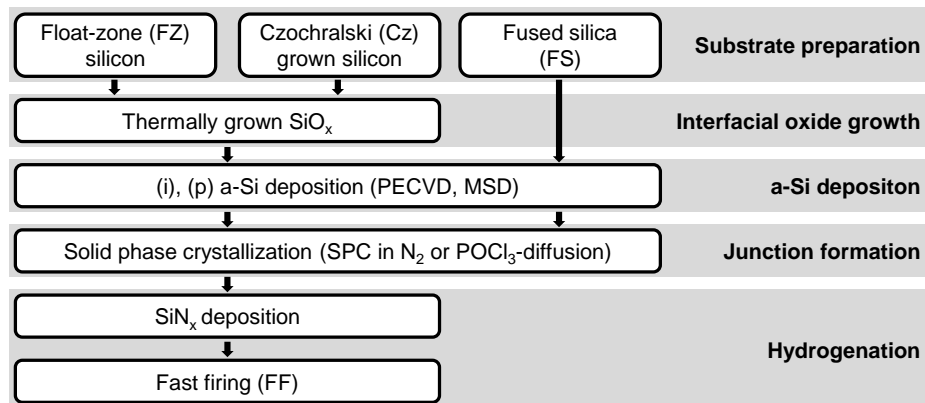 Float-zone (FZ)
silicon
Czochralski (Cz)
grown silicon
Fused silica
(FS)
Substrate preparation
Thermally grown SiOₓ
Interfacial oxide growth
(i), (p) a-Si deposition (PECVD, MSD)
a-Si depositon
Solid phase crystallization (SPC in N₂ or POCl₃-diffusion)
Junction formation
SiNₓ deposition
Hydrogenation
Fast firing (FF)